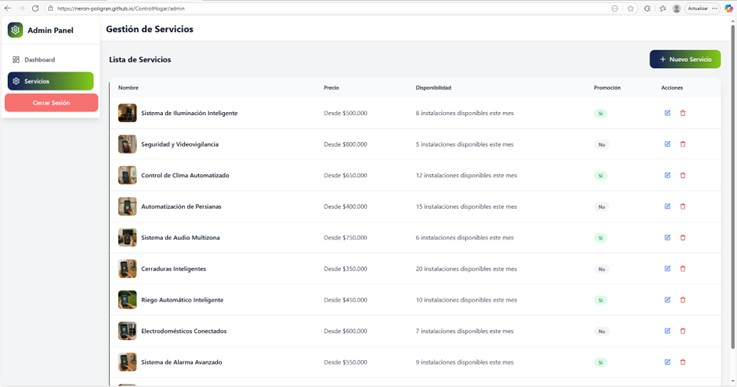 https://neron-poligran.github.io/ControlHogar/admin
Actualizar
Admin Panel
Gestión de Servicios
Dashboard
Servicios
Cerrar Sesión
Lista de Servicios
+ Nuevo Servicio
Nombre Precio Disponibilidad Promoción Acciones
Sistema de Iluminación Inteligente Desde $500.000 8 instalaciones disponibles este mes Sí
Seguridad y Videovigilancia Desde $800.000 5 instalaciones disponibles este mes No
Control de Clima Automatizado Desde $650.000 12 instalaciones disponibles este mes Sí
Automatización de Persianas Desde $400.000 15 instalaciones disponibles este mes No
Sistema de Audio Multizona Desde $750.000 6 instalaciones disponibles este mes Sí
Cerraduras Inteligentes Desde $350.000 20 instalaciones disponibles este mes No
Riego Automático Inteligente Desde $450.000 10 instalaciones disponibles este mes Sí
Electrodomésticos Conectados Desde $600.000 7 instalaciones disponibles este mes No
Sistema de Alarma Avanzado Desde $550.000 9 instalaciones disponibles este mes Sí